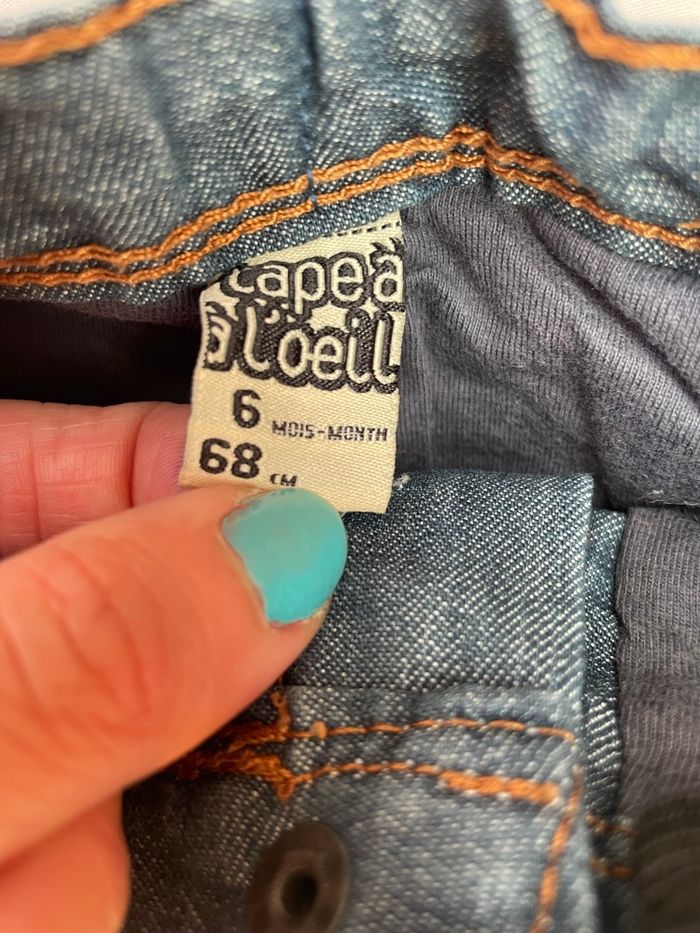 tape à
l'oeil
6 MOIS-MONTH
68 CM